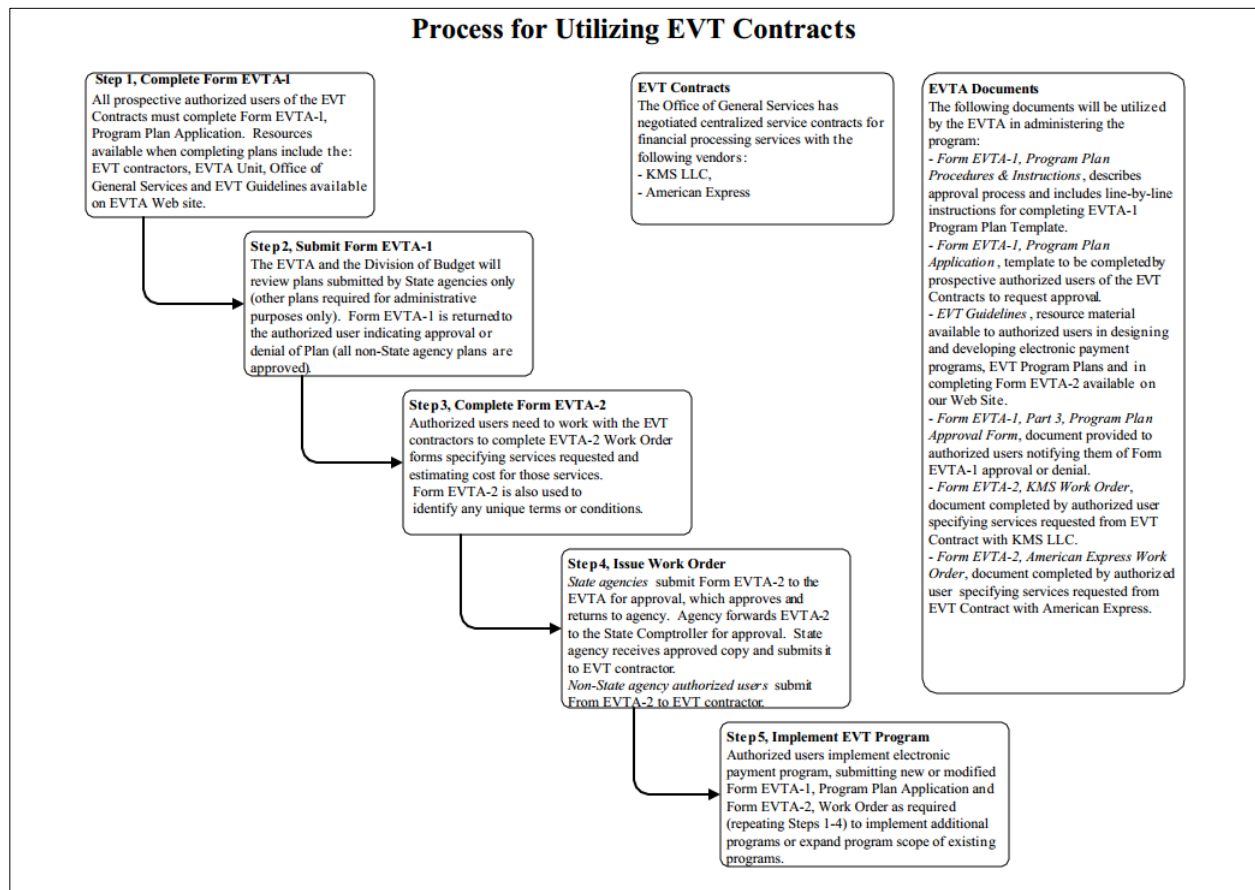 Process for Utilizing EVT Contracts
Step 1, Complete Form EVTA-1
All prospective authorized users of the EVT
Contracts must complete Form EVTA-1,
Program Plan Application. Resources
available when completing plans include the:
EVT contractors, EVTA Unit, Office of
General Services and EVT Guidelines available
on EVTA Web site.
Step 2, Submit Form EVTA-1
The EVTA and the Division of Budget will
review plans submitted by State agencies only
(other plans required for administrative
purposes only). Form EVTA-1 is returned to
the authorized user indicating approval or
denial of Plan (all non-State agency plans are
approved).
Step 3, Complete Form EVTA-2
Authorized users need to work with the EVT
contractors to complete EVTA-2 Work Order
forms specifying services requested and
estimating cost for those services.
Form EVTA-2 is also used to
identify any unique terms or conditions.
Step 4, Issue Work Order
State agencies submit Form EVTA-2 to the
EVTA for approval, which approves and
returns to agency. Agency forwards EVTA-2
to the State Comptroller for approval. State
agency receives approved copy and submits it
to EVT contractor.
Non-State agency authorized users submit
From EVTA-2 to EVT contractor.
Step 5, Implement EVT Program
Authorized users implement electronic
payment program, submitting new or modified
Form EVTA-1, Program Plan Application and
Form EVTA-2, Work Order as required
(repeating Steps 1-4) to implement additional
programs or expand program scope of existing
programs.
EVT Contracts
The Office of General Services has
negotiated centralized service contracts for
financial processing services with the
following vendors:
- KMS LLC,
- American Express
EVTA Documents
The following documents will be utilized
by the EVTA in administering the
program:
- Form EVTA-1, Program Plan
Procedures & Instructions, describes
approval process and includes line-by-line
instructions for completing EVTA-1
Program Plan Template.
- Form EVTA-1, Program Plan
Application, template to be completed by
prospective authorized users of the EVT
Contracts to request approval.
- EVT Guidelines, resource material
available to authorized users in designing
and developing electronic payment
programs, EVT Program Plans and in
completing Form EVTA-2 available on
our Web Site.
- Form EVTA-1, Part 3, Program Plan
Approval Form, document provided to
authorized users notifying them of Form
EVTA-1 approval or denial.
- Form EVTA-2, KMS Work Order,
document completed by authorized user
specifying services requested from EVT
Contract with KMS LLC.
- Form EVTA-2, American Express Work
Order, document completed by authorized
user specifying services requested from
EVT Contract with American Express.